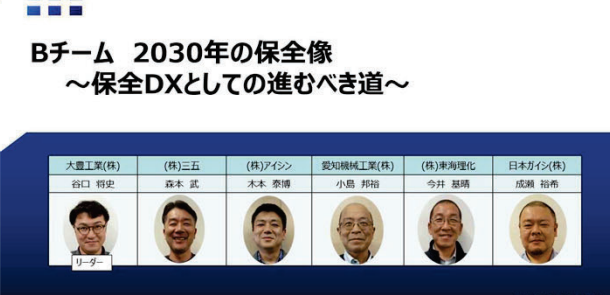 Bチーム 2030年の保全像
～保全DXとしての進むべき道～
大豊工業(株) (株)三五 (株)アイシン 愛知機械工業(株) (株)東海理化 日本ガイシ(株)
谷口 将史 森本 武 木本 泰博 小島 邦裕 今井 基晴 成瀬 裕希
リーダー